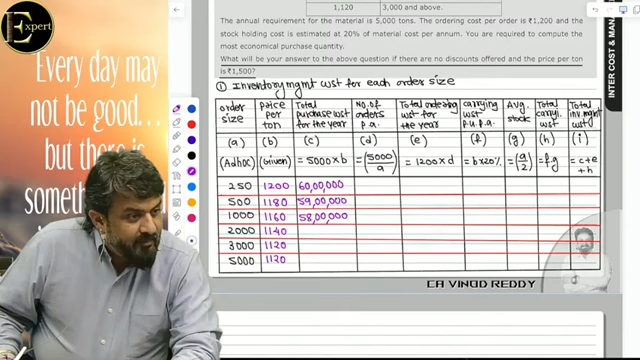 Expert
Every day may
not be good...
but there is
someth
1,120 3,000 and above.
The annual requirement for the material is 5,000 tons. The ordering cost per order is ₹1,200 and the
stock holding cost is estimated at 20% of material cost per annum. You are required to compute the
most economical purchase quantity.
What will be your answer to the above question if there are no discounts offered and the price per ton
is ₹1,500?
① Inventory mgmt cost for each order size
order size | price per ton | Total purchase cost for the year | No. of orders p.a. | Total ordering cost for the year | carrying cost p.u.p.a. | Avg. stock | Total carryi. cost | Total inv. mgmt cost
(a) (b) (c) (d) (e) (f) (g) (h) (i)
(Adhoc) (Given) = 5000 × b = (5000/a) = 1200 × d = b × 20% = (a/2) = f.g = c+e+h
250 1200 60,00,000
500 1180 59,00,000
1000 1160 58,00,000
2000 1140
3000 1120
5000 1120
CA VINOD REDDY
INTER COST & MANA